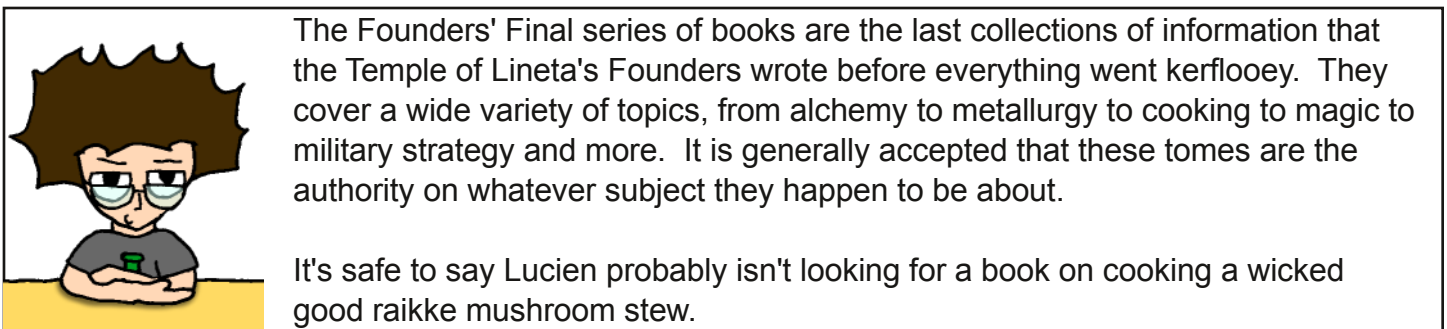 The Founders' Final series of books are the last collections of information that
the Temple of Lineta's Founders wrote before everything went kerflooey.  They
cover a wide variety of topics, from alchemy to metallurgy to cooking to magic to
military strategy and more.  It is generally accepted that these tomes are the
authority on whatever subject they happen to be about.
It's safe to say Lucien probably isn't looking for a book on cooking a wicked
good raikke mushroom stew.